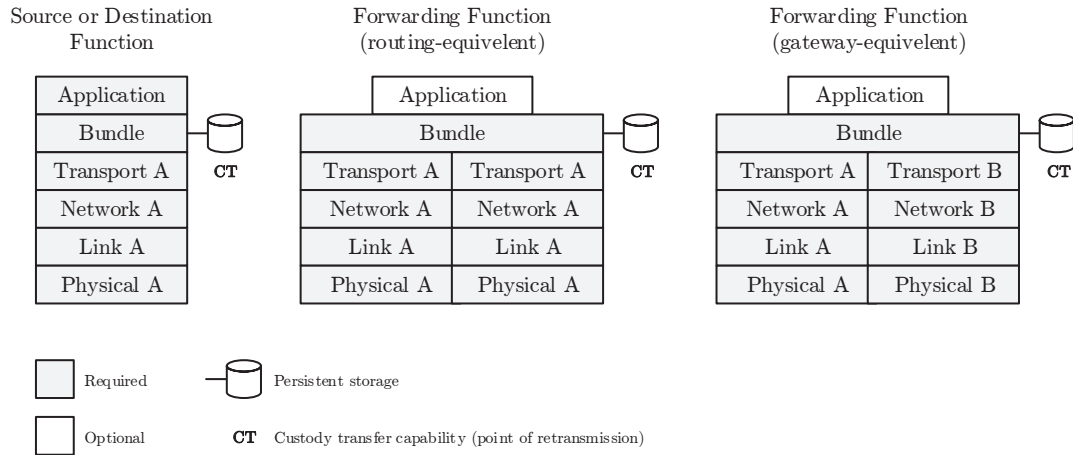 Source or Destination
Function
Application
Bundle
CT
Transport A
Network A
Link A
Physical A
Forwarding Function
(routing-equivelent)
Application
Bundle
CT
Transport A Transport A
Network A Network A
Link A Link A
Physical A Physical A
Forwarding Function
(gateway-equivelent)
Application
Bundle
CT
Transport A Transport B
Network A Network B
Link A Link B
Physical A Physical B
Required
Persistent storage
Optional
CT Custody transfer capability (point of retransmission)